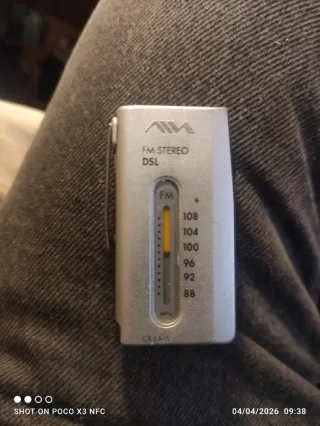 AIWA
FM STEREO
DSL
FM
108
104
100
96
92
88
MHz
SHOT ON POCO X3 NFC
04/04/2026 09:38